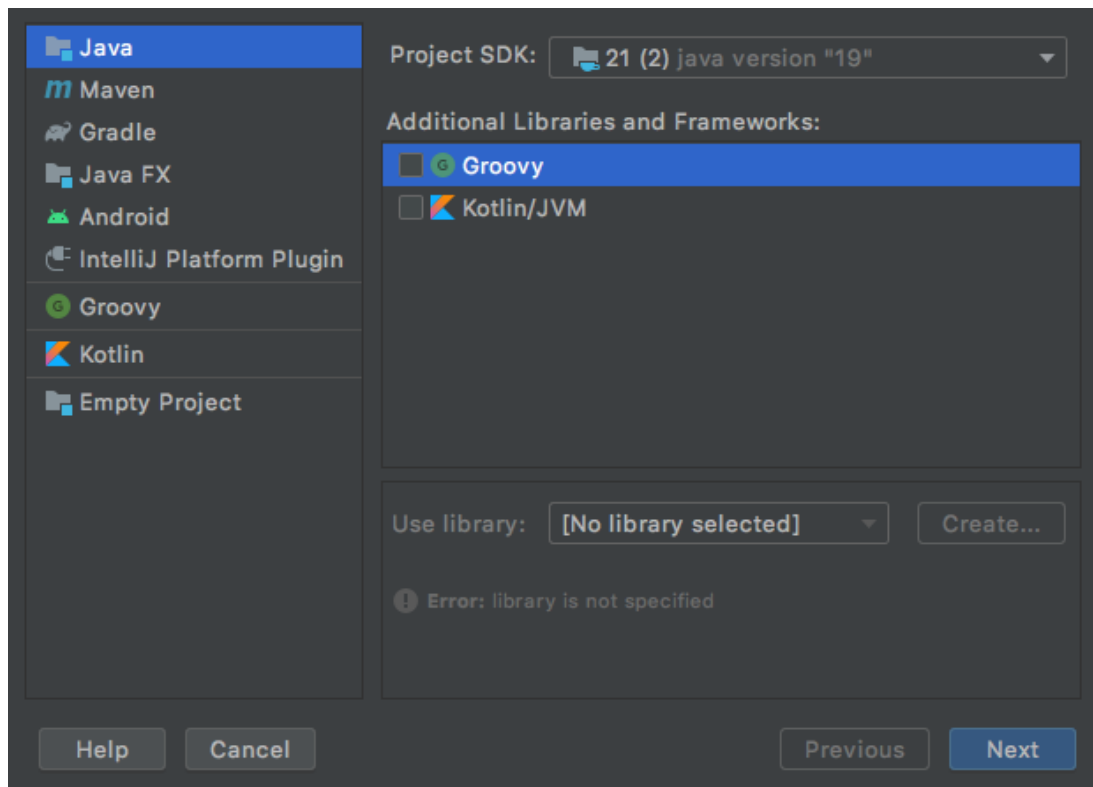 Java
Maven
Gradle
Java FX
Android
IntelliJ Platform Plugin
Groovy
Kotlin
Empty Project
Project SDK: 21 (2) java version "19"
Additional Libraries and Frameworks:
Groovy
Kotlin/JVM
Use library: [No library selected] Create...
Error: library is not specified
Help Cancel Previous Next